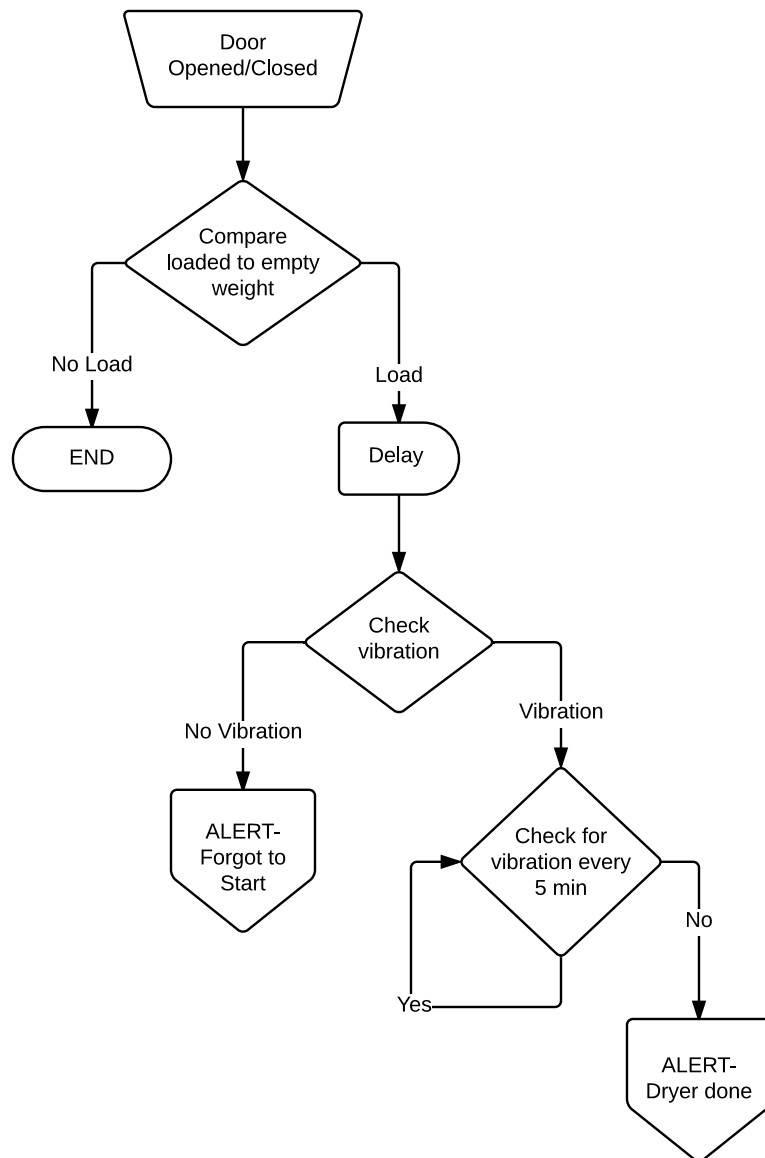 Door
Opened/Closed
Compare
loaded to empty
weight
No Load
Load
END
Delay
Check
vibration
No Vibration
Vibration
ALERT-
Forgot to
Start
Check for
vibration every
5 min
No
Yes
ALERT-
Dryer done